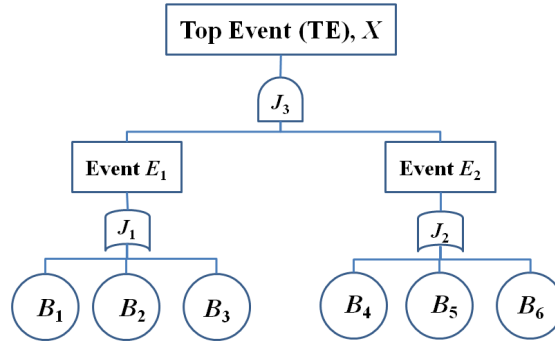 Top Event (TE), X
J₃
Event E₁
Event E₂
J₁
J₂
B₁
B₂
B₃
B₄
B₅
B₆